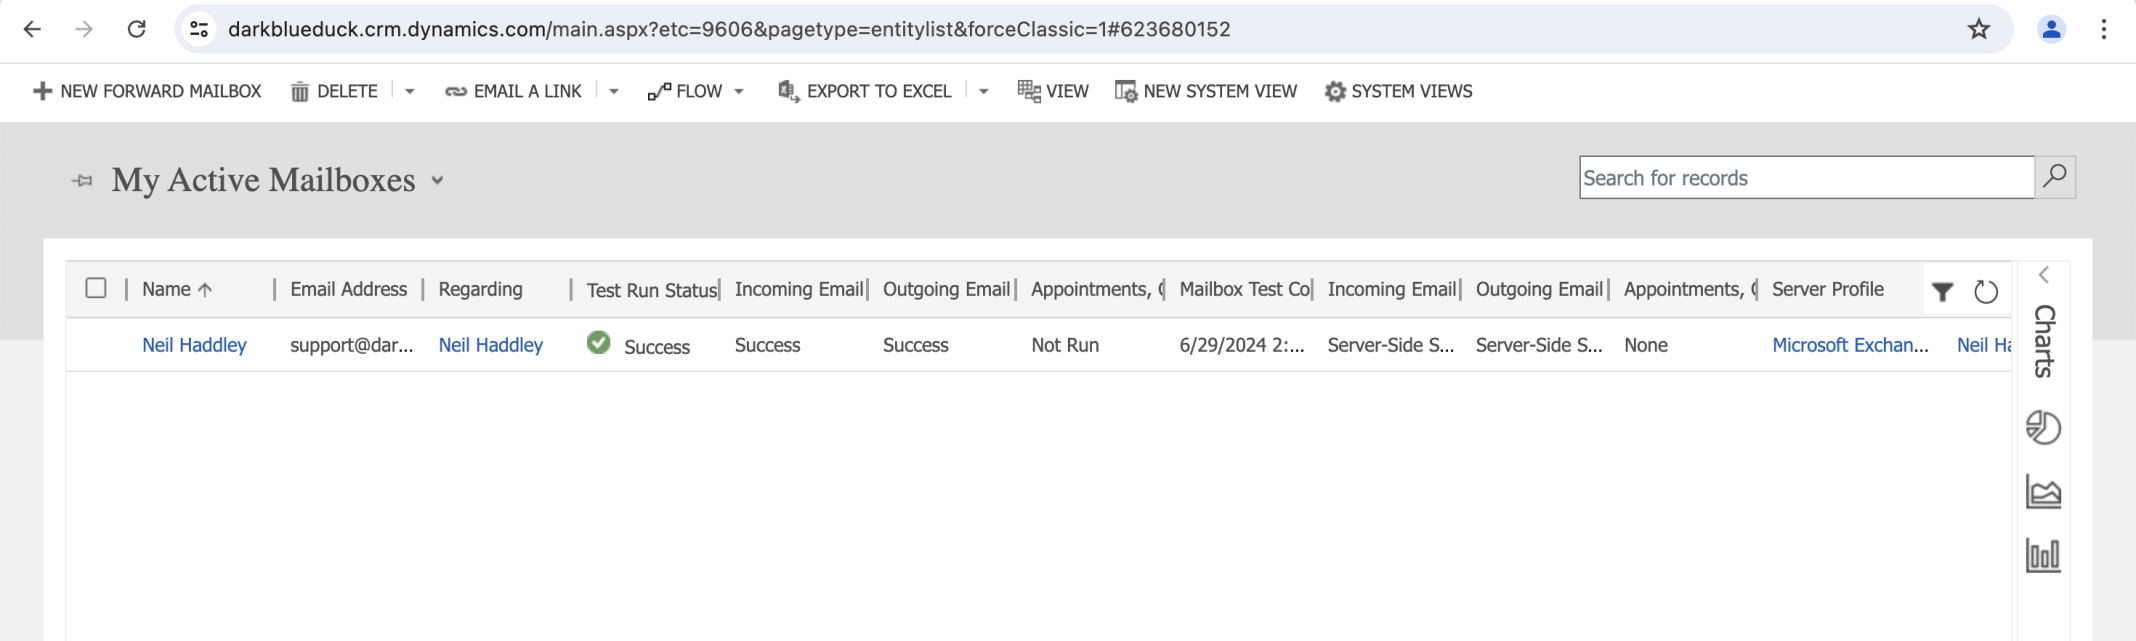 darkblueduck.crm.dynamics.com/main.aspx?etc=9606&pagetype=entitylist&forceClassic=1#623680152
NEW FORWARD MAILBOX DELETE EMAIL A LINK FLOW EXPORT TO EXCEL VIEW NEW SYSTEM VIEW SYSTEM VIEWS
My Active Mailboxes
Search for records
Name Email Address Regarding Test Run Status Incoming Email Outgoing Email Appointments, Mailbox Test Co Incoming Email Outgoing Email Appointments, Server Profile
Neil Haddley support@dar... Neil Haddley Success Success Success Not Run 6/29/2024 2:... Server-Side S... Server-Side S... None Microsoft Exchan... Neil Ha
Charts